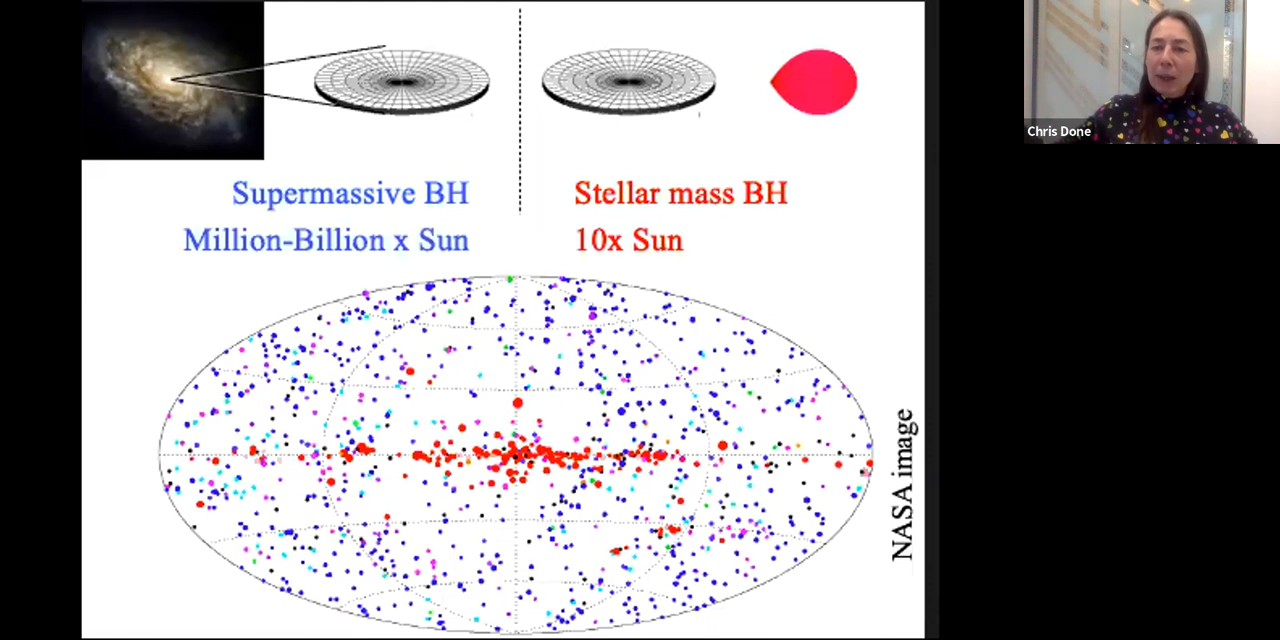 Supermassive BH
Million-Billion x Sun
Stellar mass BH
10x Sun
NASA image
Chris Done